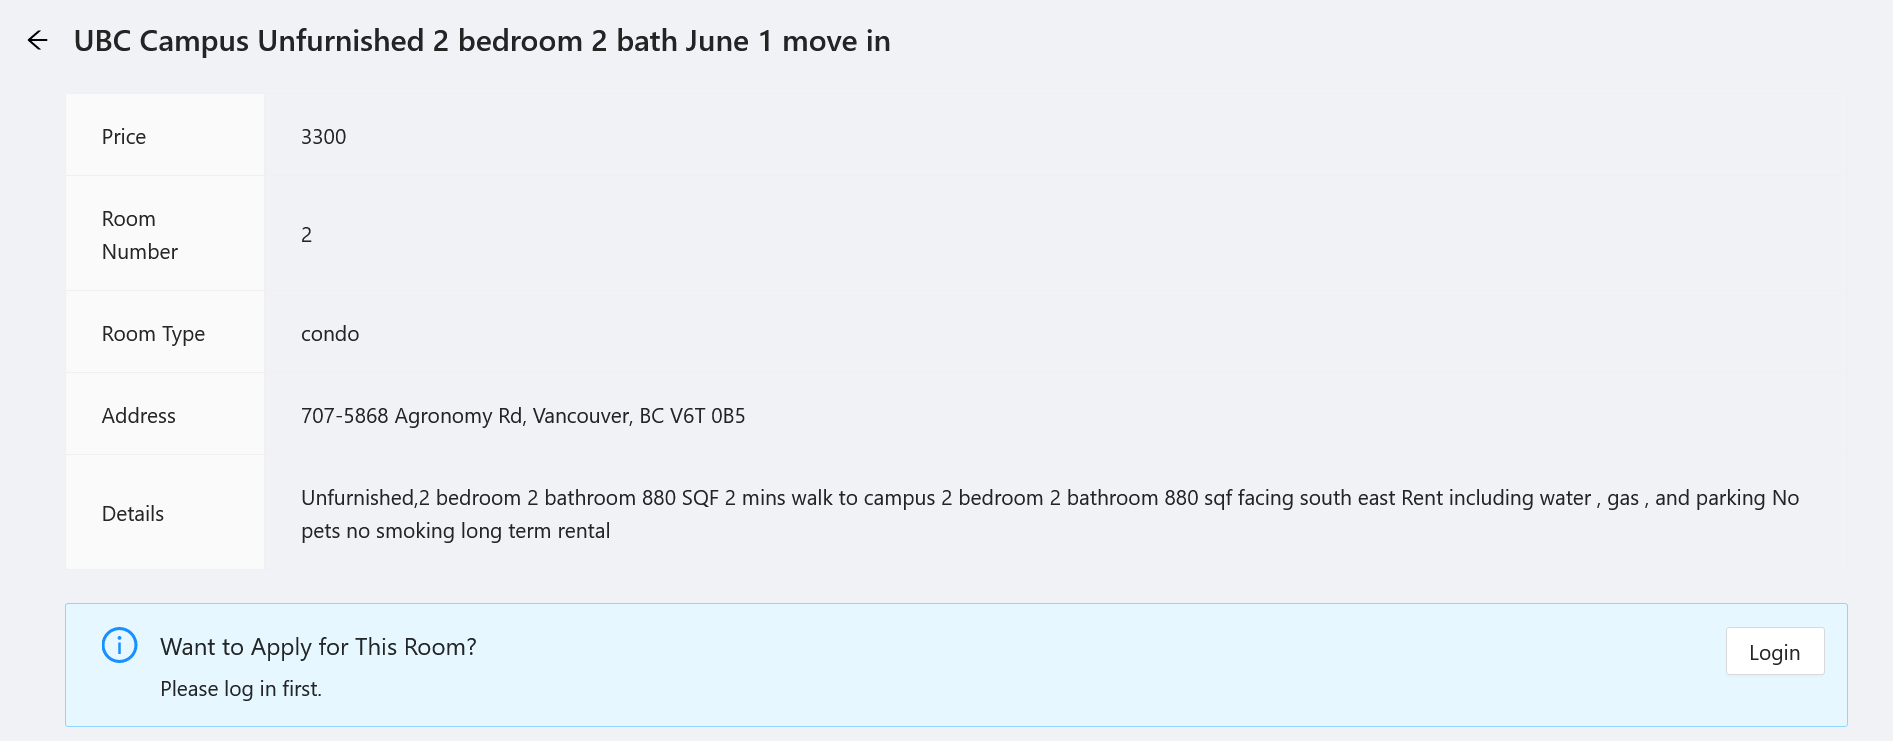 UBC Campus Unfurnished 2 bedroom 2 bath June 1 move in
Price
3300
Room
Number
2
Room Type
condo
Address
707-5868 Agronomy Rd, Vancouver, BC V6T 0B5
Details
Unfurnished,2 bedroom 2 bathroom 880 SQF 2 mins walk to campus 2 bedroom 2 bathroom 880 sqf facing south east Rent including water , gas , and parking No
pets no smoking long term rental
Want to Apply for This Room?
Please log in first.
Login